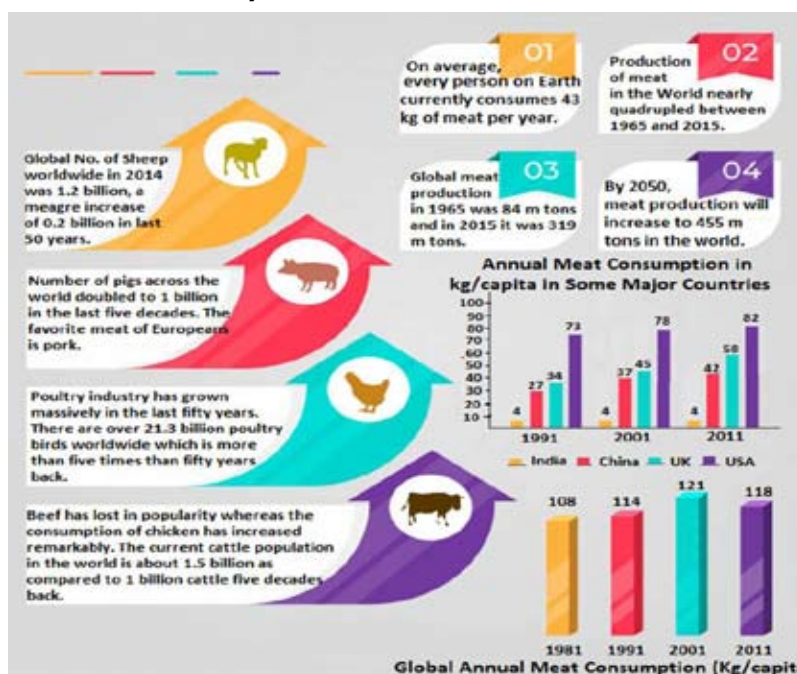 01
On average,
every person on Earth
currently consumes 43
kg of meat per year.
02
Production
of meat
in the World nearly
quadrupled between
1965 and 2015.
Global No. of Sheep
worldwide in 2014
was 1.2 billion, a
meagre increase
of 0.2 billion in last
50 years.
03
Global meat
production
in 1965 was 84 m tons
and in 2015 it was 319
m tons.
04
By 2050,
meat production will
increase to 455 m
tons in the world.
Number of pigs across the
world doubled to 1 billion
in the last five decades. The
favorite meat of Europeans
is pork.
Poultry industry has grown
massively in the last fifty years.
There are over 21.3 billion poultry
birds worldwide which is more
than five times than fifty years
back.
Beef has lost in popularity whereas the
consumption of chicken has increased
remarkably. The current cattle population
in the world is about 1.5 billion as
compared to 1 billion cattle five decades
back.
Annual Meat Consumption in
kg/capita in Some Major Countries
100
90
80
70
60
50
40
30
20
10
4 27 34 73
4 37 45 78
4 42 58 82
1991 2001 2011
India China UK USA
108 114 121 118
1981 1991 2001 2011
Global Annual Meat Consumption (Kg/capit